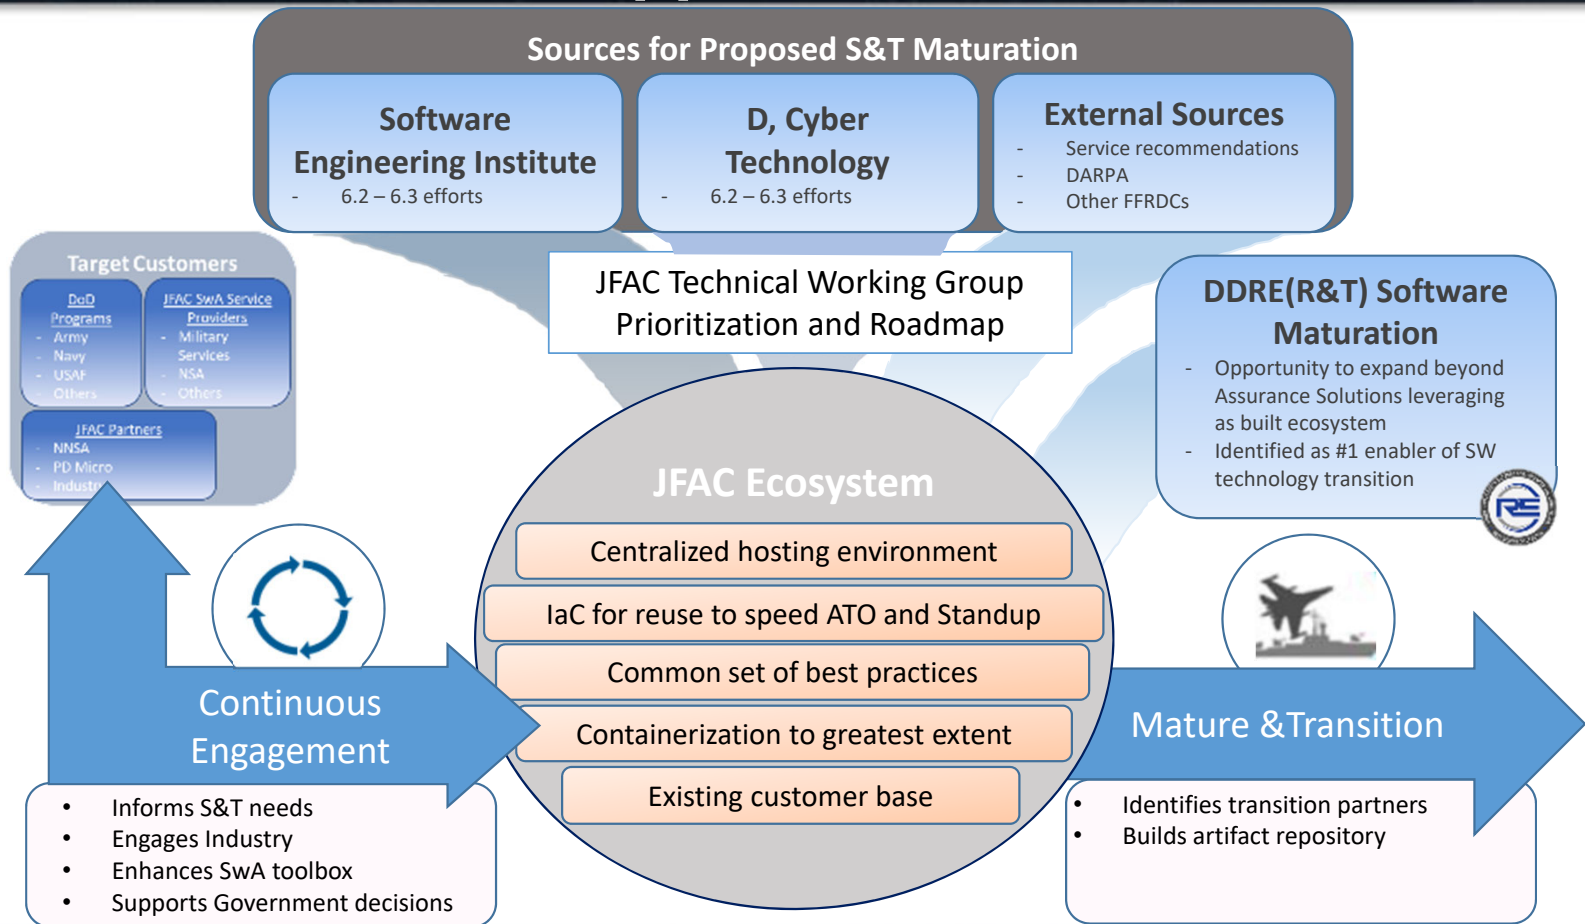 Sources for Proposed S&T Maturation
Software
Engineering Institute
- 6.2 – 6.3 efforts
D, Cyber
Technology
- 6.2 – 6.3 efforts
External Sources
- Service recommendations
- DARPA
- Other FFRDCs
Target Customers
DoD
Programs
- Army
- Navy
- USAF
- Others
JFAC SwA Service
Providers
- Military
Services
- NSA
- Others
JFAC Partners
- NNSA
- PD Micro
- Industry
JFAC Technical Working Group
Prioritization and Roadmap
DDRE(R&T) Software
Maturation
- Opportunity to expand beyond
Assurance Solutions leveraging
as built ecosystem
- Identified as #1 enabler of SW
technology transition
RE
JFAC Ecosystem
Centralized hosting environment
IaC for reuse to speed ATO and Standup
Common set of best practices
Containerization to greatest extent
Existing customer base
Continuous
Engagement
• Informs S&T needs
• Engages Industry
• Enhances SwA toolbox
• Supports Government decisions
Mature &Transition
• Identifies transition partners
• Builds artifact repository